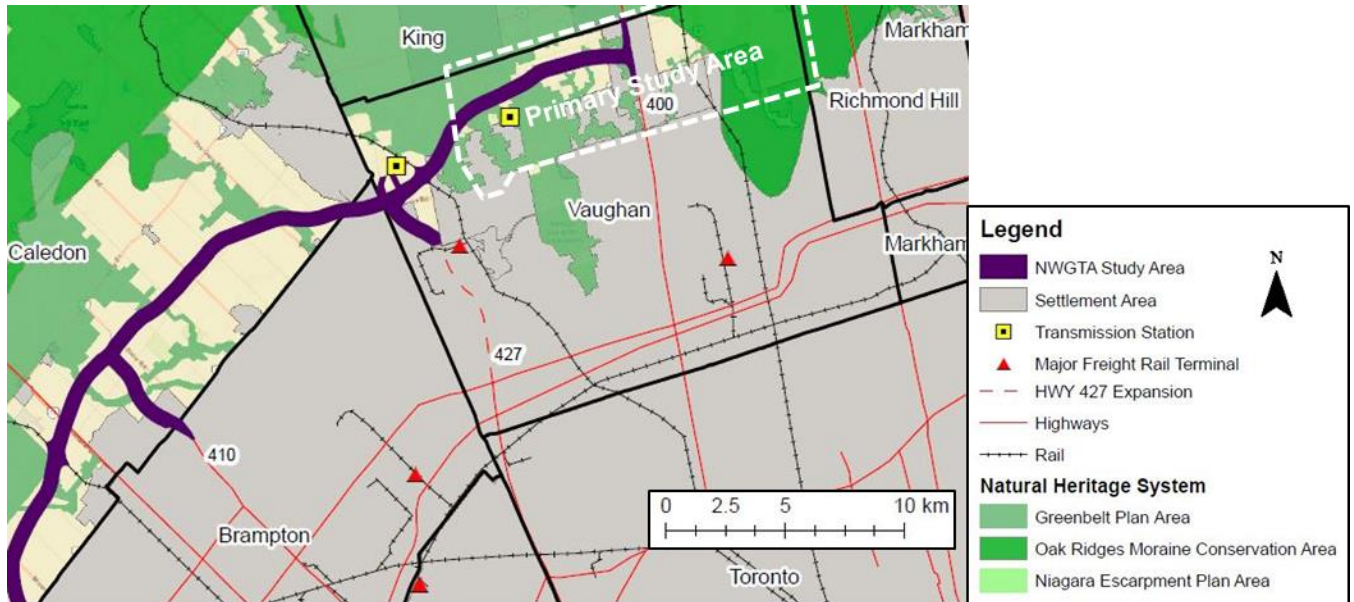 King
Markham
Primary Study Area
400
Richmond Hill
Vaughan
Markham
Caledon
427
410
Brampton
Toronto
0 2.5 5 10 km
Legend
N
NWGTA Study Area
Settlement Area
Transmission Station
Major Freight Rail Terminal
HWY 427 Expansion
Highways
Rail
Natural Heritage System
Greenbelt Plan Area
Oak Ridges Moraine Conservation Area
Niagara Escarpment Plan Area